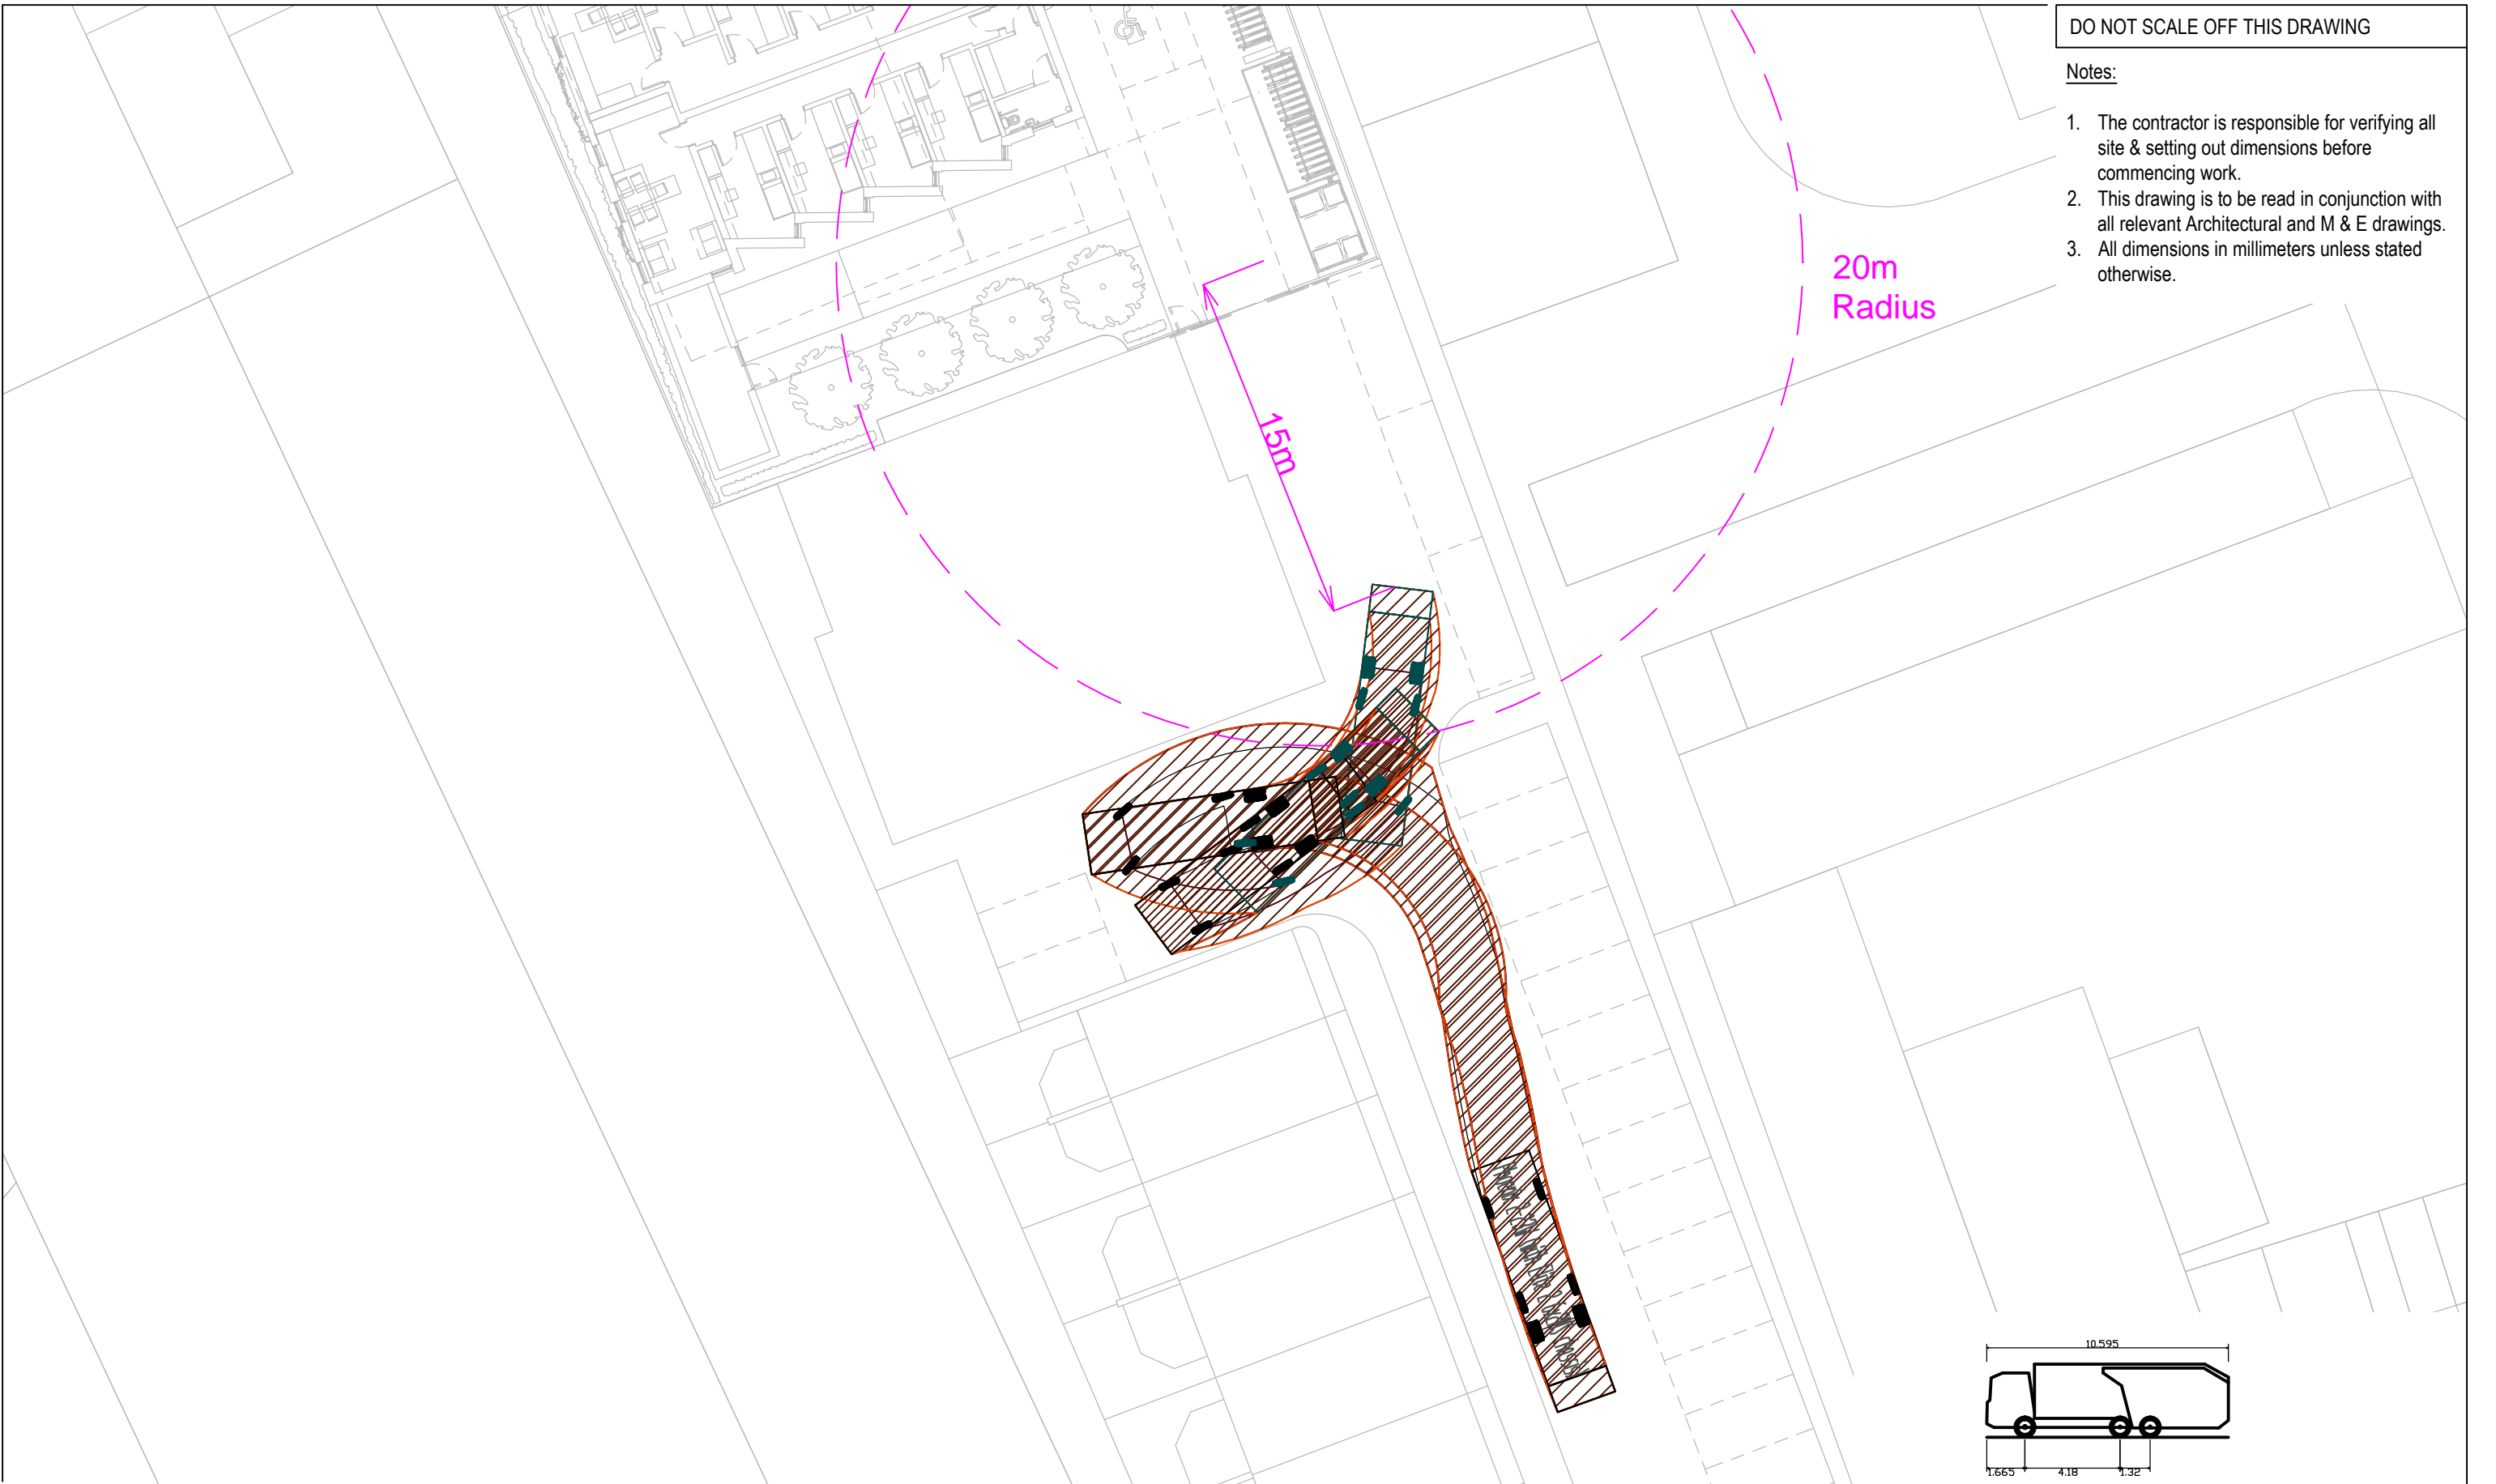 DO NOT SCALE OFF THIS DRAWING
Notes:
1. The contractor is responsible for verifying all
site & setting out dimensions before
commencing work.
2. This drawing is to be read in conjunction with
all relevant Architectural and M & E drawings.
3. All dimensions in millimeters unless stated
otherwise.
20m
Radius
15m
10.595
1.665
4.18
1.32